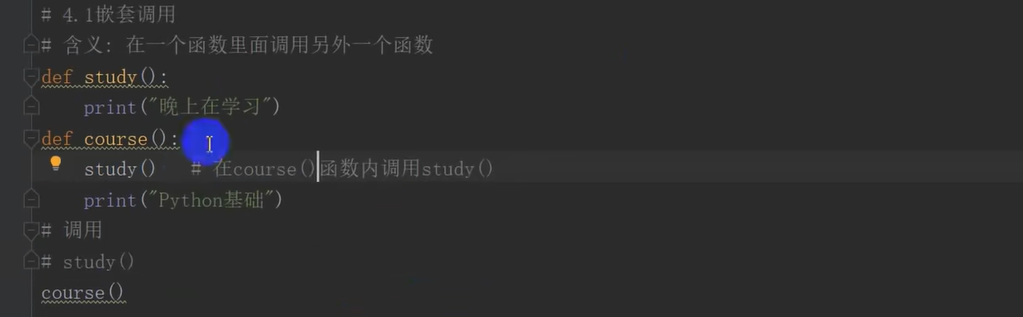 # 4.1嵌套调用
# 含义: 在一个函数里面调用另外一个函数
def study():
    print("晚上在学习")
def course():
    study()   # 在course()函数内调用study()
    print("Python基础")
# 调用
# study()
course()